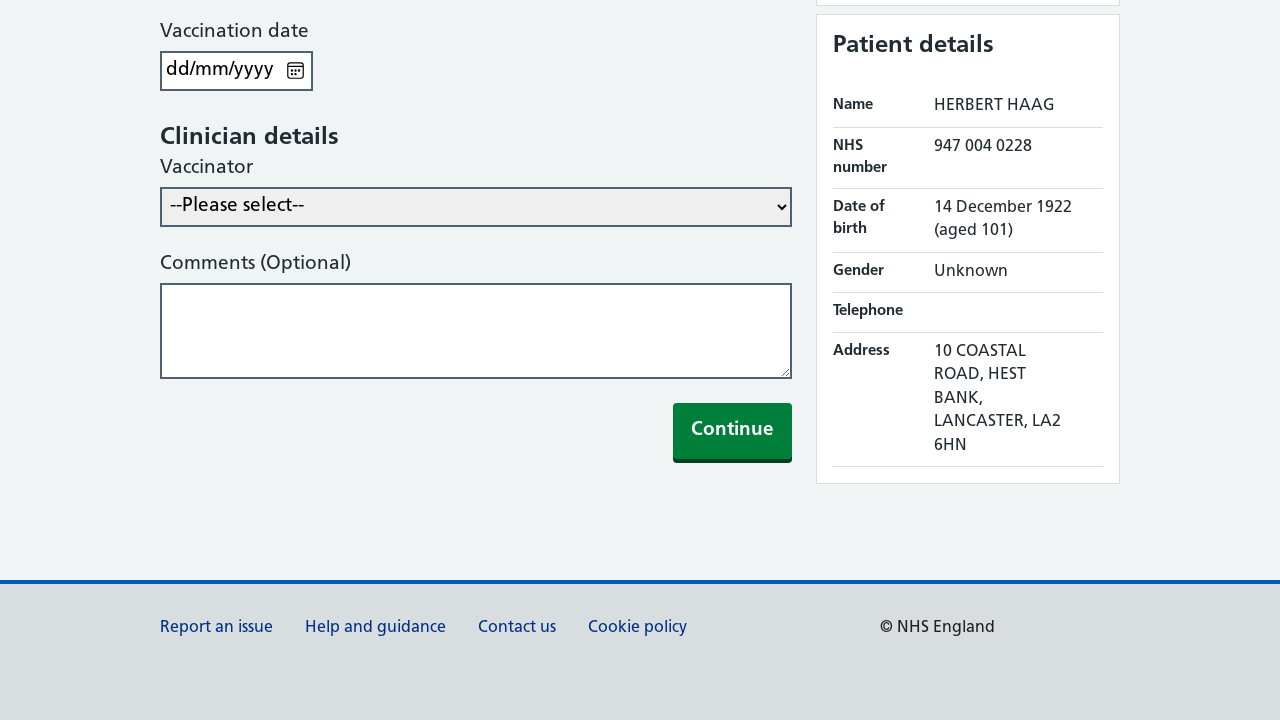 Vaccination date
dd/mm/yyyy
Clinician details
Vaccinator
--Please select--
Comments (Optional)
Continue
Patient details
Name HERBERT HAAG
NHS number 947 004 0228
Date of birth 14 December 1922 (aged 101)
Gender Unknown
Telephone
Address 10 COASTAL
ROAD, HEST
BANK,
LANCASTER, LA2
6HN
Report an issue Help and guidance Contact us Cookie policy © NHS England